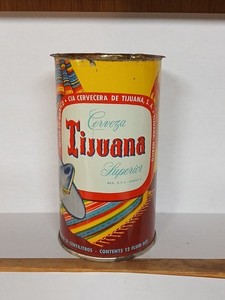 CIA CERVECERA DE TIJUANA, S.A.
Cerveza
Tijuana
Superior
CONTENTS 12 FLUID OZS.